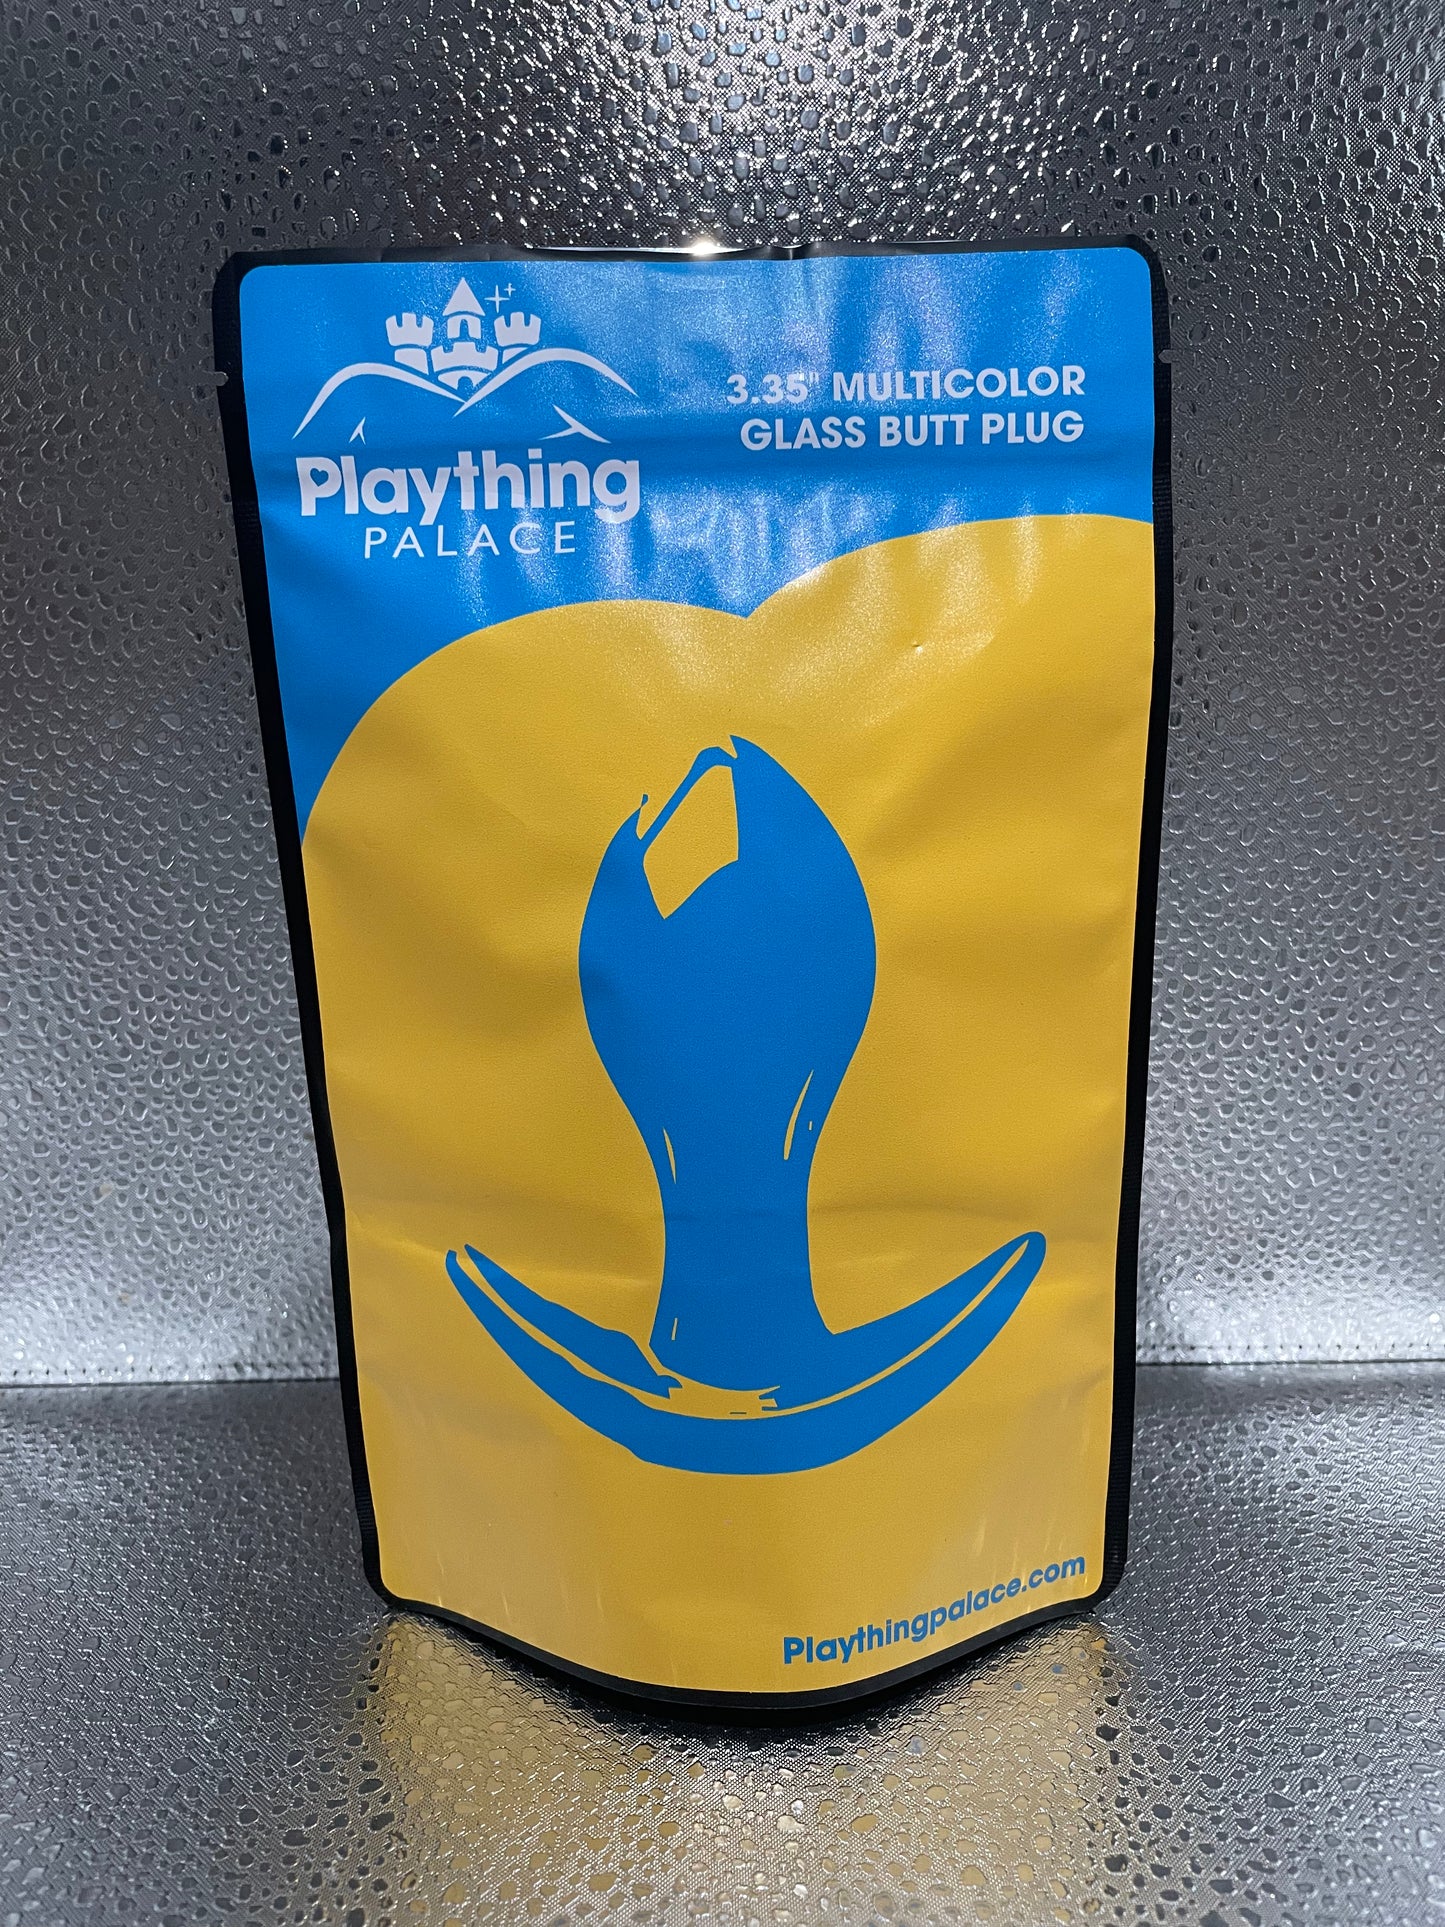 Plaything
PALACE
3.35" MULTICOLOR
GLASS BUTT PLUG
Playthingpalace.com